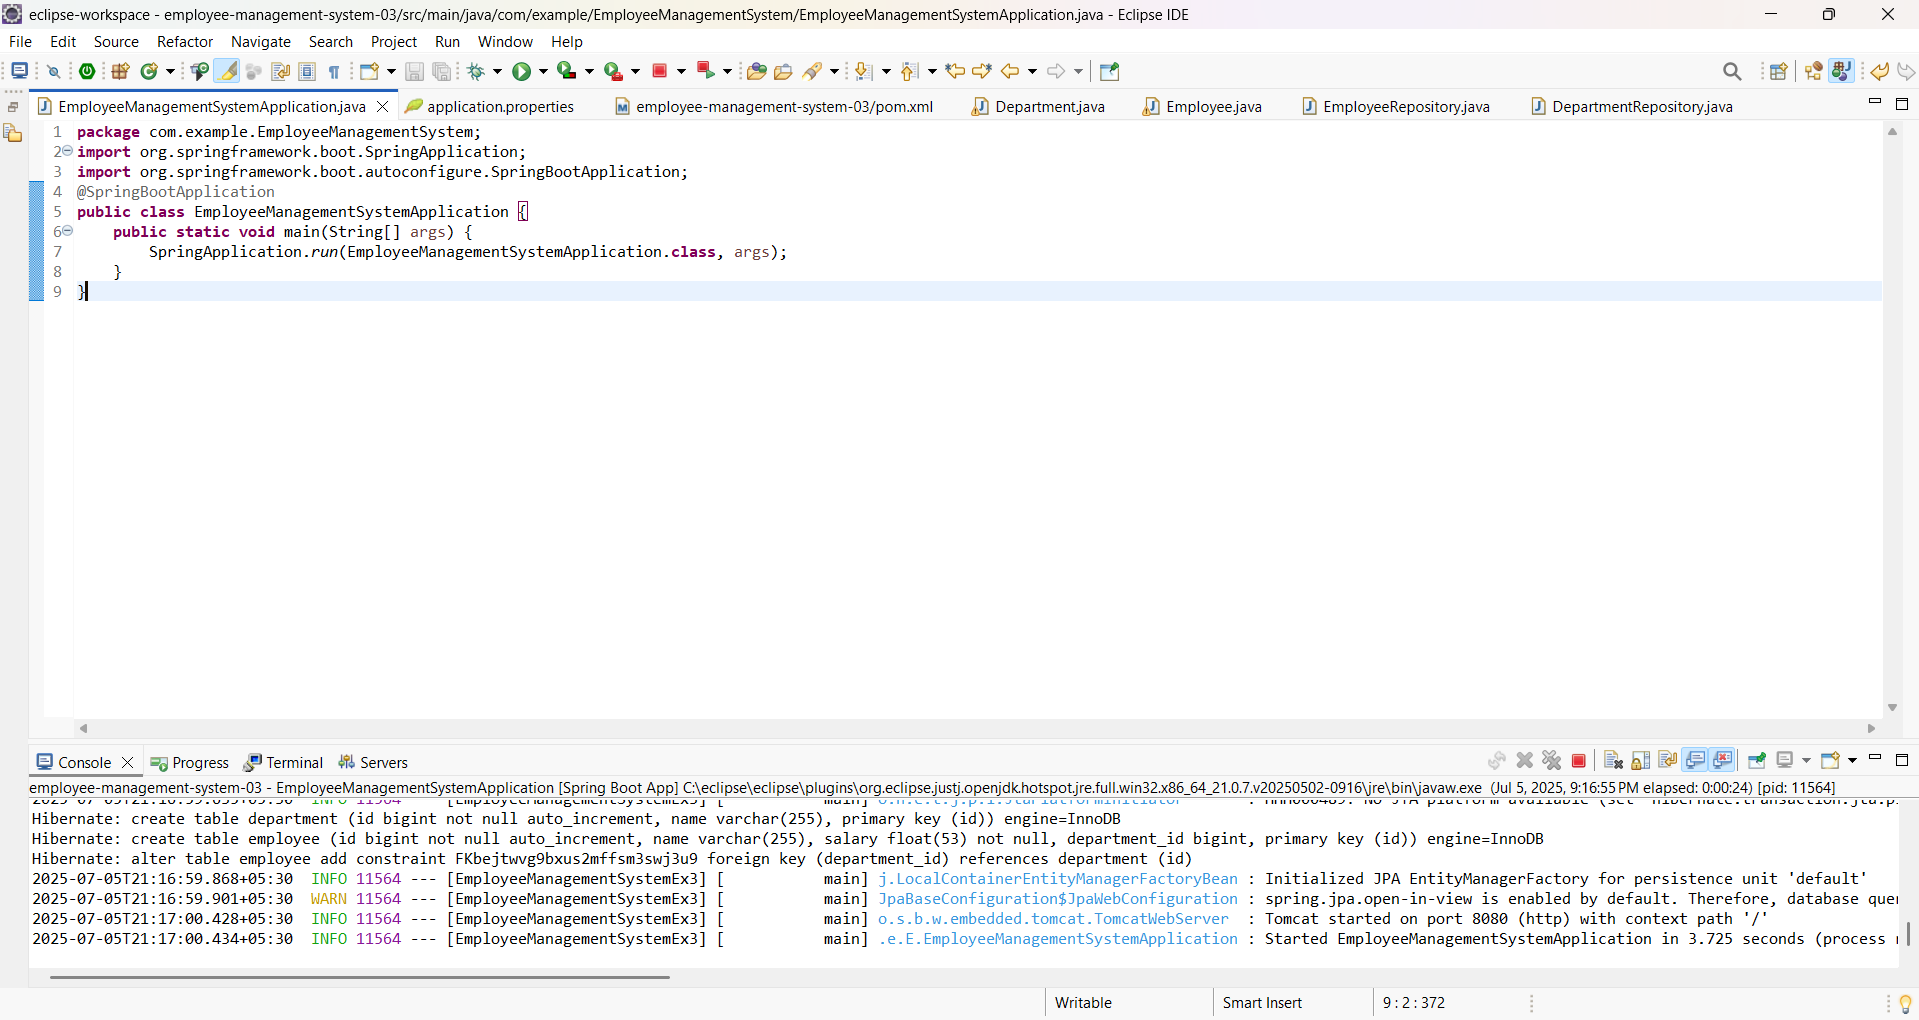 eclipse-workspace - employee-management-system-03/src/main/java/com/example/EmployeeManagementSystem/EmployeeManagementSystemApplication.java - Eclipse IDE
File Edit Source Refactor Navigate Search Project Run Window Help
EmployeeManagementSystemApplication.java application.properties employee-management-system-03/pom.xml Department.java Employee.java EmployeeRepository.java DepartmentRepository.java
1 package com.example.EmployeeManagementSystem;
2 import org.springframework.boot.SpringApplication;
3 import org.springframework.boot.autoconfigure.SpringBootApplication;
4 @SpringBootApplication
5 public class EmployeeManagementSystemApplication {
6 public static void main(String[] args) {
7 SpringApplication.run(EmployeeManagementSystemApplication.class, args);
8 }
9 }
Console Progress Terminal Servers
employee-management-system-03 - EmployeeManagementSystemApplication [Spring Boot App] C:\eclipse\eclipse\plugins\org.eclipse.justj.openjdk.hotspot.jre.full.win32.x86_64_21.0.7.v20250502-0916\jre\bin\javaw.exe (Jul 5, 2025, 9:16:55 PM elapsed: 0:00:24) [pid: 11564]
Hibernate: create table department (id bigint not null auto_increment, name varchar(255), primary key (id)) engine=InnoDB
Hibernate: create table employee (id bigint not null auto_increment, name varchar(255), salary float(53) not null, department_id bigint, primary key (id)) engine=InnoDB
Hibernate: alter table employee add constraint FKbejtwvg9bxus2mffsm3swj3u9 foreign key (department_id) references department (id)
2025-07-05T21:16:59.868+05:30 INFO 11564 --- [EmployeeManagementSystemEx3] [ main] j.LocalContainerEntityManagerFactoryBean : Initialized JPA EntityManagerFactory for persistence unit 'default'
2025-07-05T21:16:59.901+05:30 WARN 11564 --- [EmployeeManagementSystemEx3] [ main] JpaBaseConfiguration$JpaWebConfiguration : spring.jpa.open-in-view is enabled by default. Therefore, database
2025-07-05T21:17:00.428+05:30 INFO 11564 --- [EmployeeManagementSystemEx3] [ main] o.s.b.w.embedded.tomcat.TomcatWebServer : Tomcat started on port 8080 (http) with context path '/'
2025-07-05T21:17:00.434+05:30 INFO 11564 --- [EmployeeManagementSystemEx3] [ main] .e.E.EmployeeManagementSystemApplication : Started EmployeeManagementSystemApplication in 3.725 seconds (process
Writable Smart Insert 9 : 2 : 372